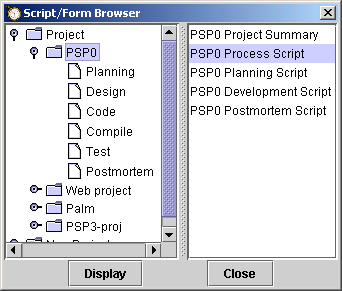 Script/Form Browser
Project
PSP0
Planning
Design
Code
Compile
Test
Postmortem
Web project
Palm
PSP3-proj
PSP0 Project Summary
PSP0 Process Script
PSP0 Planning Script
PSP0 Development Script
PSP0 Postmortem Script
Display
Close